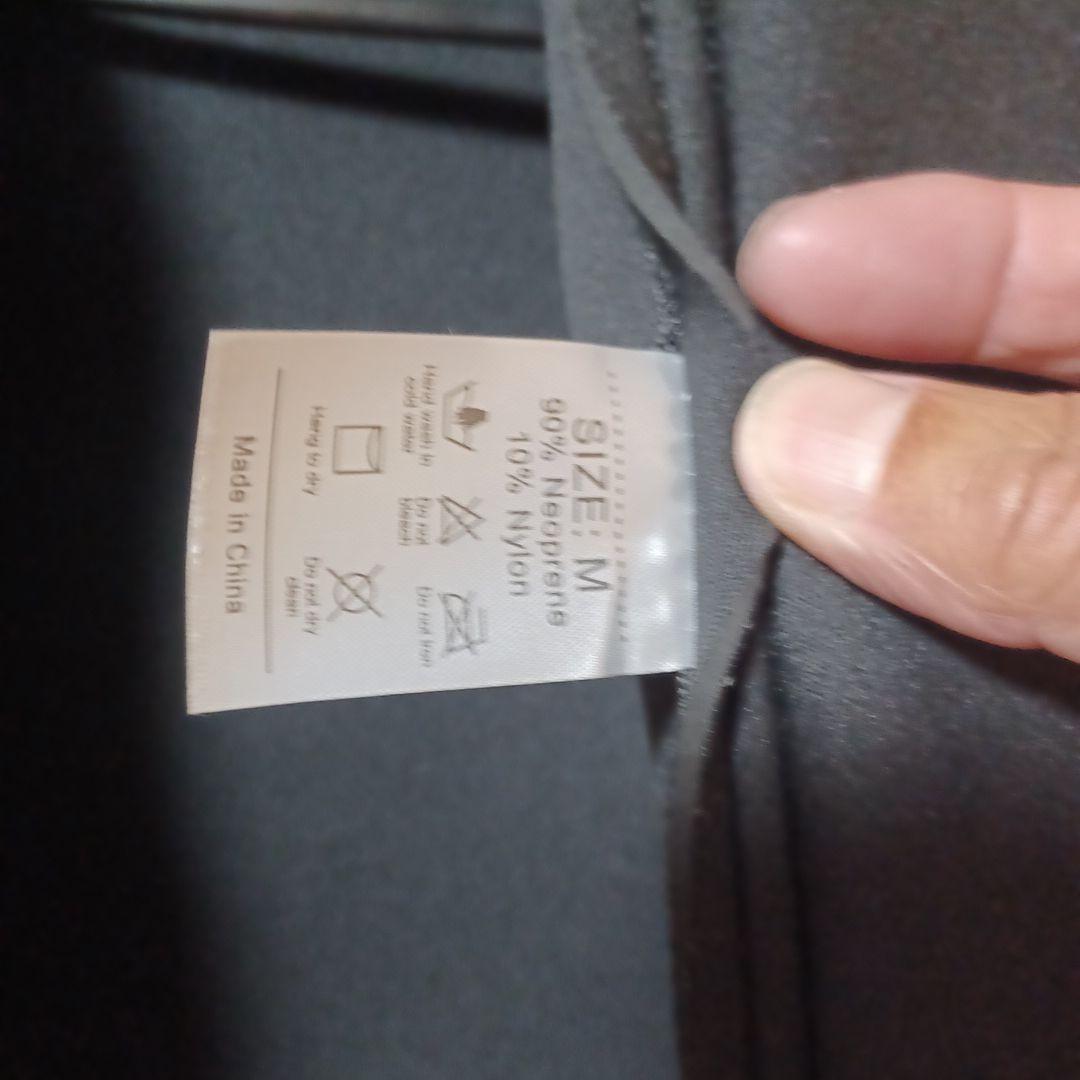 SIZE: M
90% Neoprene
10% Nylon
Hand wash in
cold water
Do not
bleach
Do not iron
Hang to dry
Do not dry
clean
Made in China